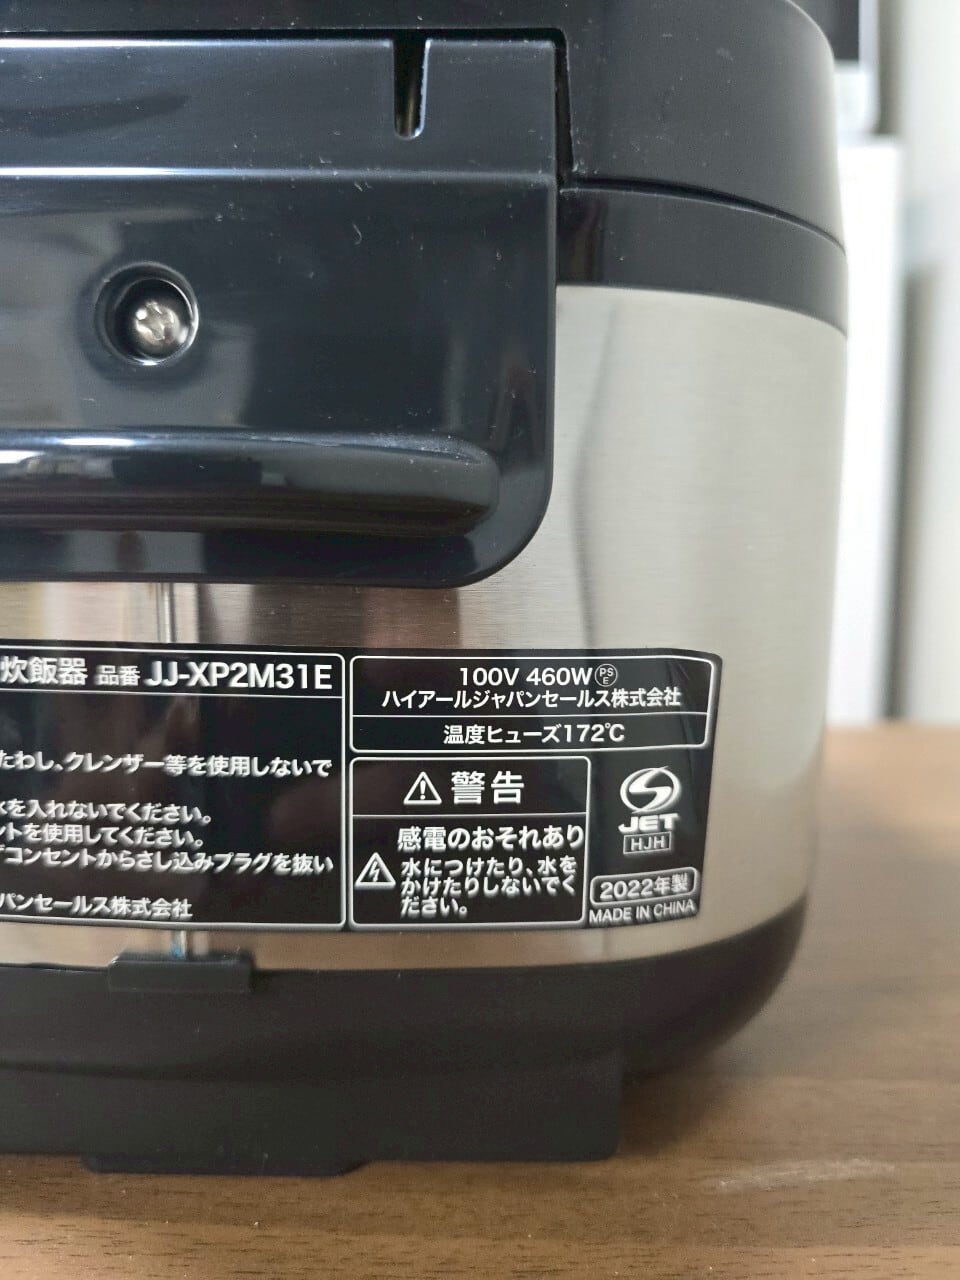 炊飯器 品番 JJ-XP2M31E
たわし、クレンザー等を使用しないで
を入れないでください。
ントを使用してください。
コンセントからさし込みプラグを抜い
パンセールス株式会社
100V 460W PS E
ハイアールジャパンセールス株式会社
温度ヒューズ172℃
警告
感電のおそれあり
水につけたり、水を
かけたりしないでく
ださい。
JET
HJH
2022年製
MADE IN CHINA